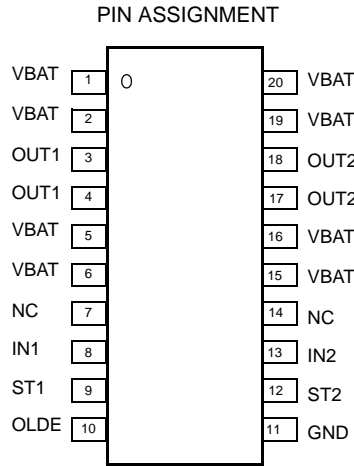 PIN ASSIGNMENT
VBAT 1 20 VBAT
VBAT 2 19 VBAT
OUT1 3 18 OUT2
OUT1 4 17 OUT2
VBAT 5 16 VBAT
VBAT 6 15 VBAT
NC 7 14 NC
IN1 8 13 IN2
ST1 9 12 ST2
OLDE 10 11 GND